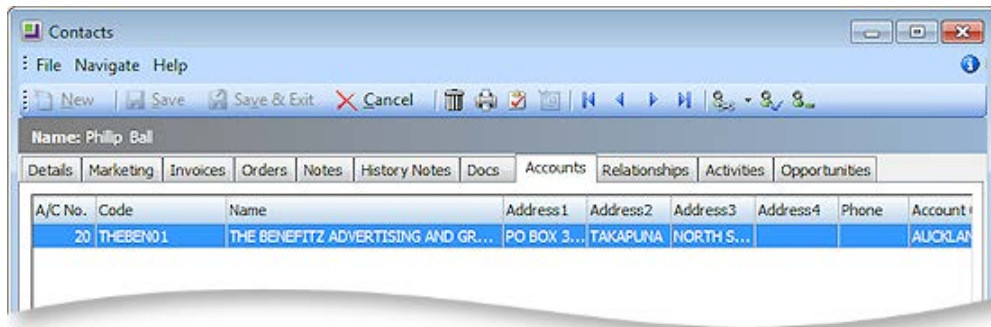 Contacts
File Navigate Help
New Save Save & Exit Cancel
Name: Philip Ball
Details Marketing Invoices Orders Notes History Notes Docs Accounts Relationships Activities Opportunities
A/C No. Code Name Address1 Address2 Address3 Address4 Phone Account
20 THEBEN01 THE BENEFITZ ADVERTISING AND GR... PO BOX 3... TAKAPUNA NORTH S... AUCKLAN